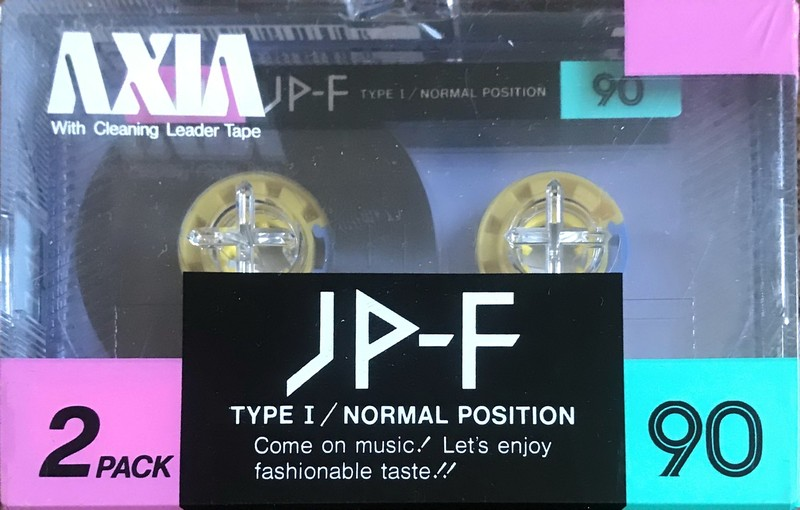 AXIA
With Cleaning Leader Tape
JP-F TYPE I / NORMAL POSITION 90
JP-F
TYPE I / NORMAL POSITION
Come on music! Let's enjoy
fashionable taste!!
2 PACK
90